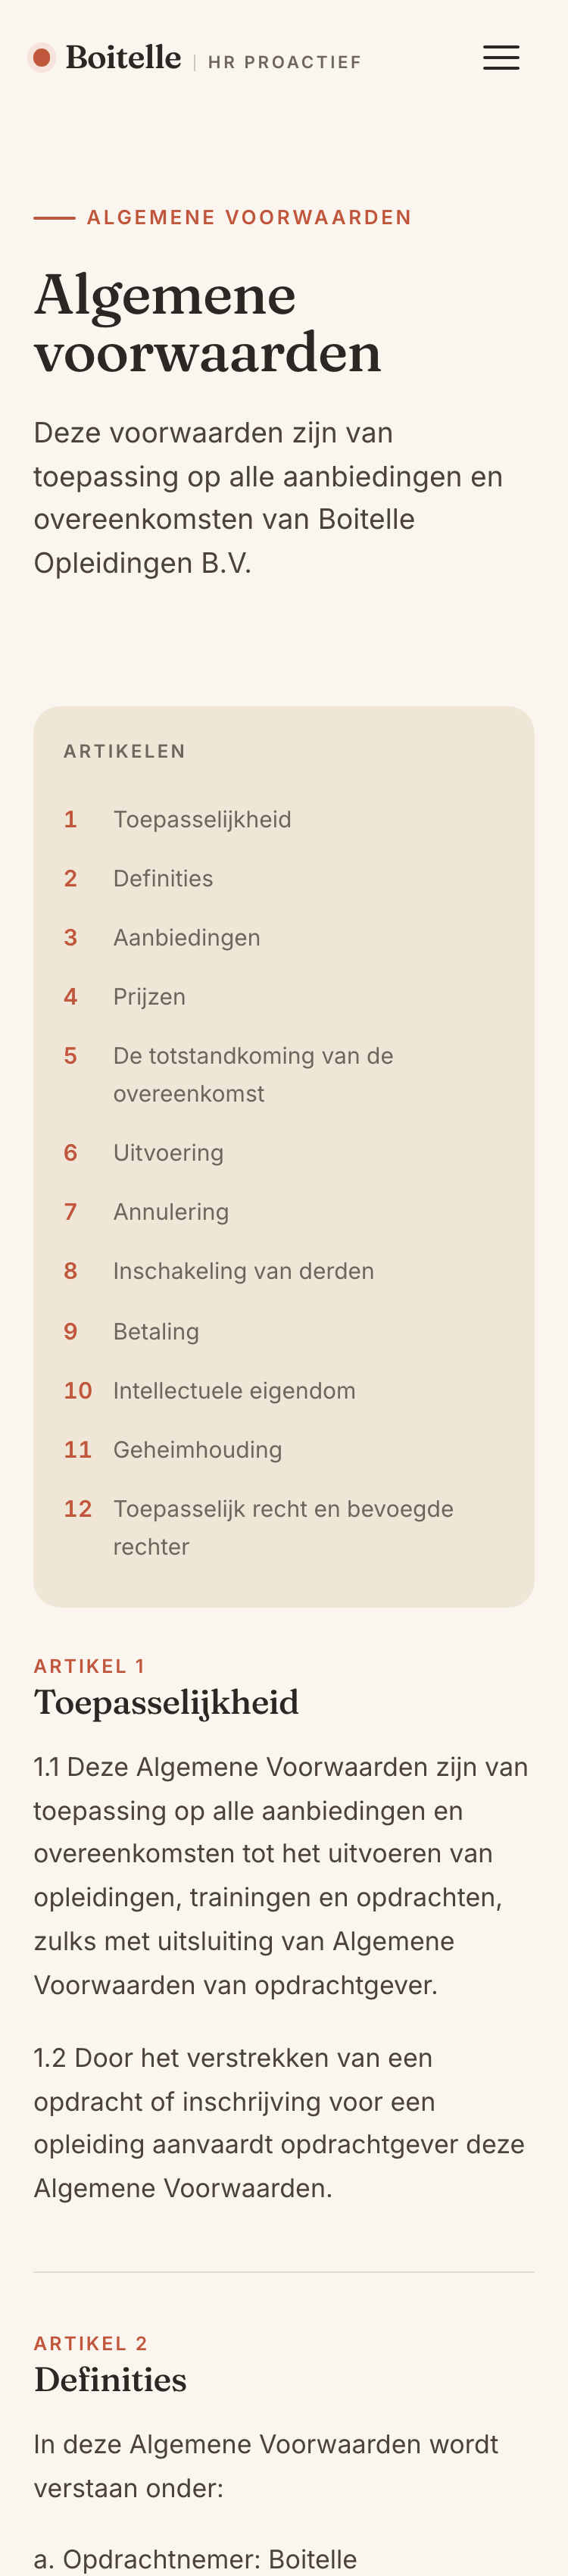 Boitelle | HR PROACTIEF
ALGEMENE VOORWAARDEN
Algemene
voorwaarden
Deze voorwaarden zijn van
toepassing op alle aanbiedingen en
overeenkomsten van Boitelle
Opleidingen B.V.
ARTIKELEN
1 Toepasselijkheid
2 Definities
3 Aanbiedingen
4 Prijzen
5 De totstandkoming van de
overeenkomst
6 Uitvoering
7 Annulering
8 Inschakeling van derden
9 Betaling
10 Intellectuele eigendom
11 Geheimhouding
12 Toepasselijk recht en bevoegde
rechter
ARTIKEL 1
Toepasselijkheid
1.1 Deze Algemene Voorwaarden zijn van
toepassing op alle aanbiedingen en
overeenkomsten tot het uitvoeren van
opleidingen, trainingen en opdrachten,
zulks met uitsluiting van Algemene
Voorwaarden van opdrachtgever.
1.2 Door het verstrekken van een
opdracht of inschrijving voor een
opleiding aanvaardt opdrachtgever deze
Algemene Voorwaarden.
ARTIKEL 2
Definities
In deze Algemene Voorwaarden wordt
verstaan onder:
a. Opdrachtnemer: Boitelle